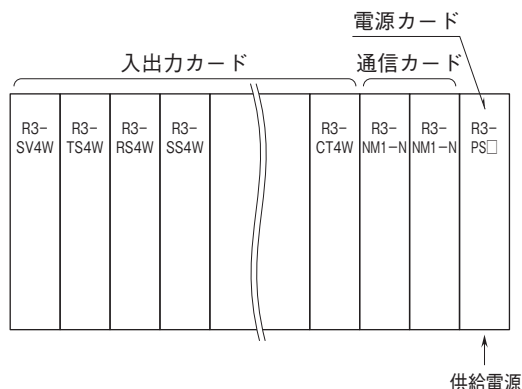 電源カード
入出力カード 通信カード
R3- R3- R3- R3- R3- R3- R3- R3-
SV4W TS4W RS4W SS4W CT4W NM1-N NM1-N PS□
供給電源